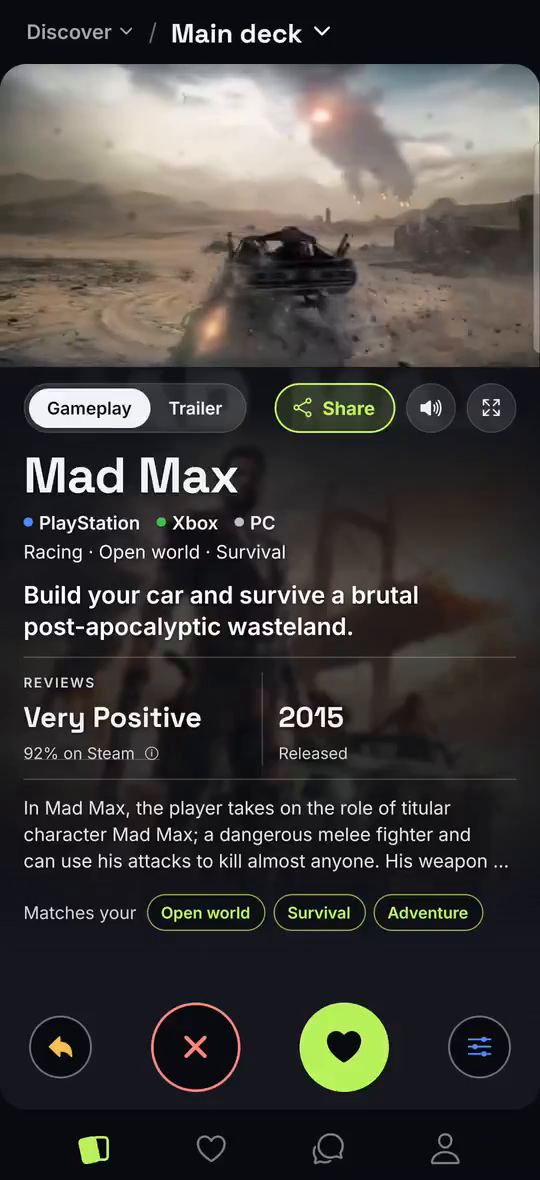 Discover / Main deck
Gameplay Trailer Share
Mad Max
PlayStation Xbox PC
Racing · Open world · Survival
Build your car and survive a brutal
post-apocalyptic wasteland.
REVIEWS
Very Positive
92% on Steam
2015
Released
In Mad Max, the player takes on the role of titular
character Mad Max; a dangerous melee fighter and
can use his attacks to kill almost anyone. His weapon ...
Matches your Open world Survival Adventure